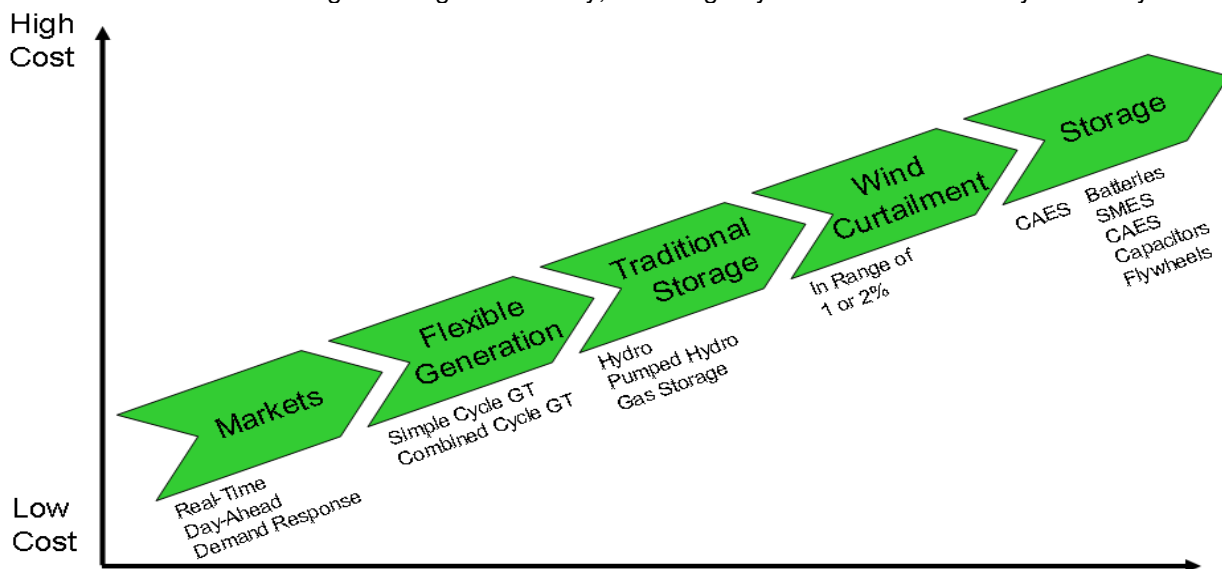 High
Cost
Storage
Batteries
CAES
SMES
CAES
Capacitors
Flywheels
Wind
Curtailment
In Range of
1 or 2%
Traditional
Storage
Hydro
Pumped Hydro
Gas Storage
Flexible
Generation
Simple Cycle GT
Combined Cycle GT
Markets
Real-Time
Day-Ahead
Demand Response
Low
Cost